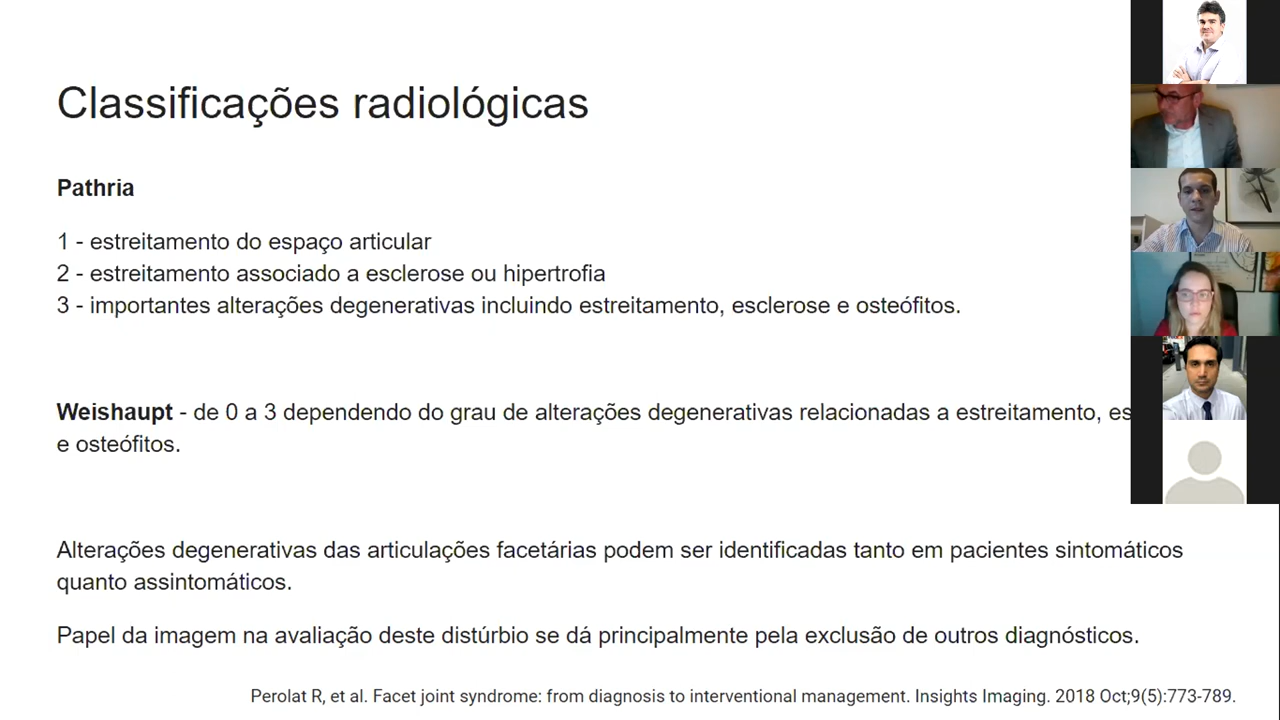 Classificações radiológicas
Pathria
1 - estreitamento do espaço articular
2 - estreitamento associado a esclerose ou hipertrofia
3 - importantes alterações degenerativas incluindo estreitamento, esclerose e osteófitos.
Weishaupt - de 0 a 3 dependendo do grau de alterações degenerativas relacionadas a estreitamento,
e osteófitos.
Alterações degenerativas das articulações facetárias podem ser identificadas tanto em pacientes sintomáticos
quanto assintomáticos.
Papel da imagem na avaliação deste distúrbio se dá principalmente pela exclusão de outros diagnósticos.
Perolat R, et al. Facet joint syndrome: from diagnosis to interventional management. Insights Imaging. 2018 Oct;9(5):773-789.